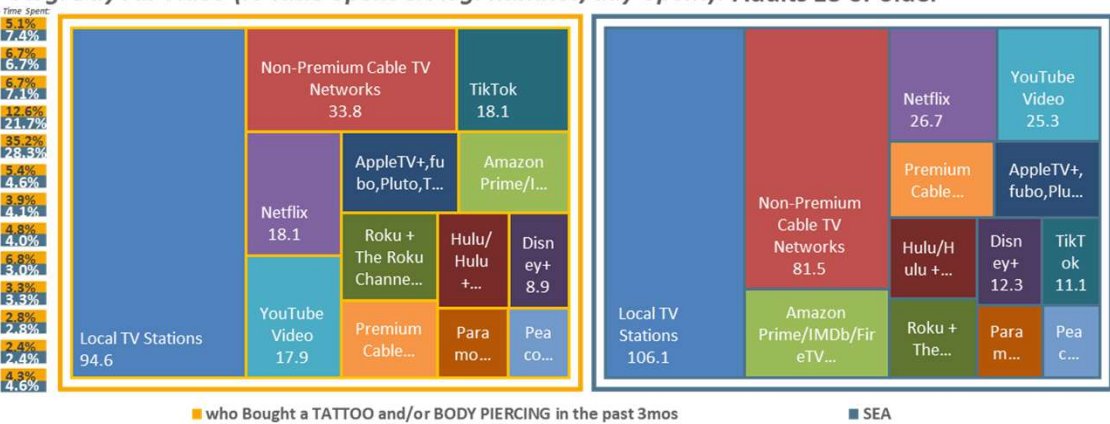 Time Spent:
5.1%
7.4%
6.7%
6.7%
6.7%
7.1%
12.6%
21.7%
35.2%
28.3%
5.4%
4.6%
3.9%
4.1%
4.8%
4.0%
6.8%
3.0%
3.3%
3.3%
2.8%
2.8%
2.4%
2.4%
4.3%
4.6%
Local TV Stations
94.6
Non-Premium Cable TV
Networks
33.8
TikTok
18.1
Netflix
18.1
AppleTV+,fu
bo,Pluto,T...
Amazon
Prime/I...
YouTube
Video
17.9
Roku +
The Roku
Channe...
Hulu/
Hulu
+...
Disn
ey+
8.9
Premium
Cable...
Para
mo...
Pea
co...
Local TV
Stations
106.1
Non-Premium
Cable TV
Networks
81.5
Amazon
Prime/IMDb/Fir
eTV...
Netflix
26.7
YouTube
Video
25.3
Premium
Cable...
AppleTV+,
fubo,Plu...
Hulu/H
ulu +...
Disn
ey+
12.3
TikT
ok
11.1
Roku +
The...
Para
m...
Pea
c...
who Bought a TATTOO and/or BODY PIERCING in the past 3mos
SEA